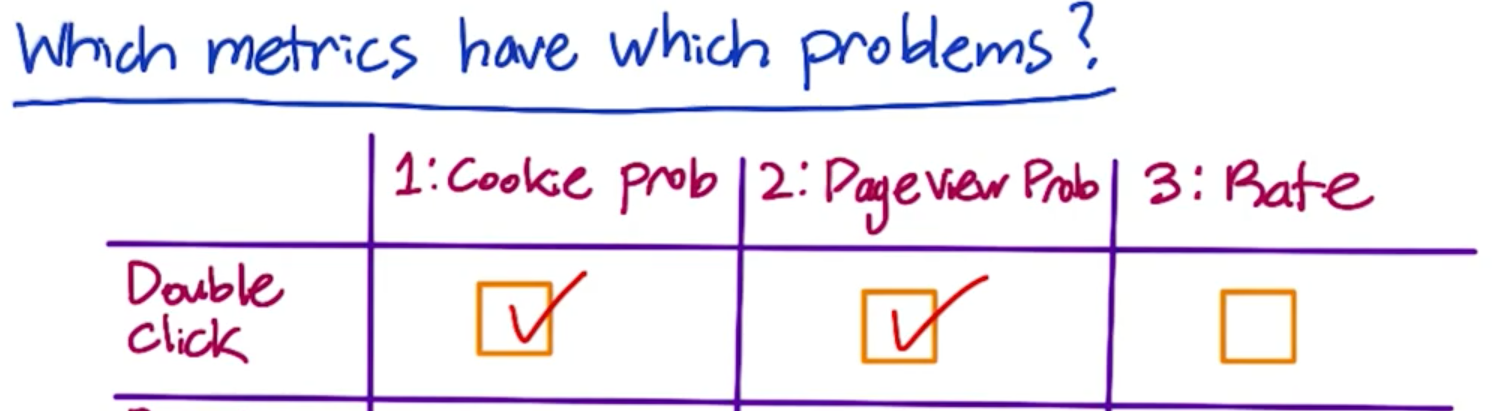 Which metrics have which problems?
1: Cookie prob 2: Pageview Prob 3: Rate
Double
click